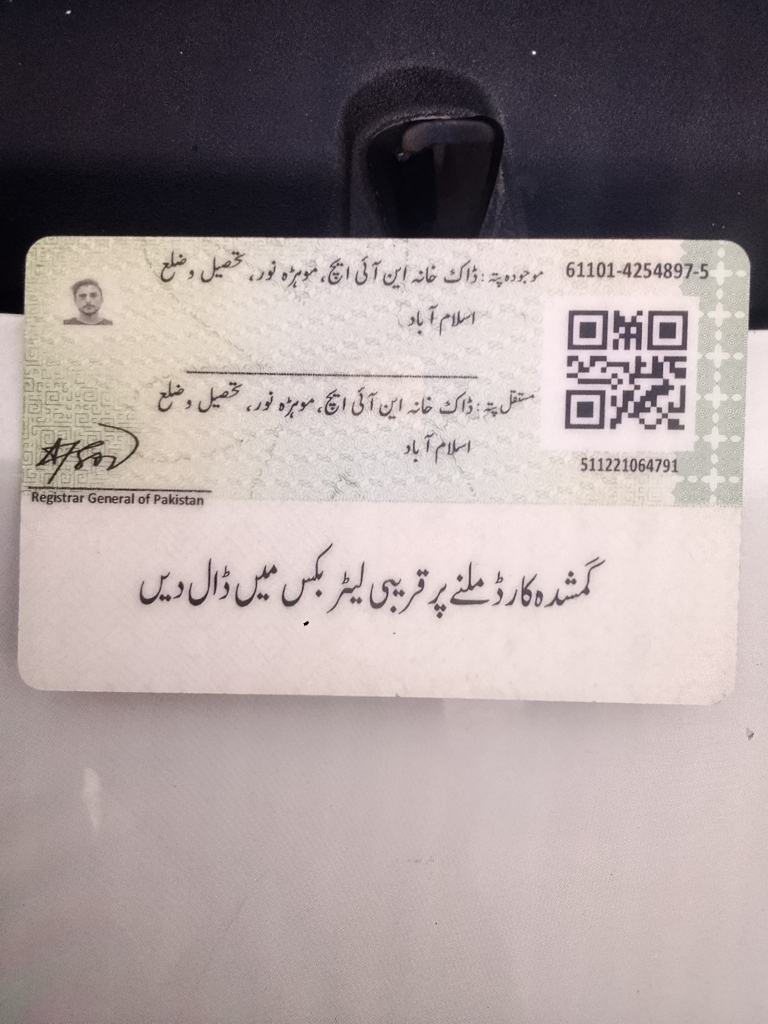 موجودہ پتہ: ڈاک خانہ این آئی ایچ، موہڑہ نور، تحصیل و ضلع
اسلام آباد
61101-4254897-5
مستقل پتہ: ڈاک خانہ این آئی ایچ، موہڑہ نور، تحصیل و ضلع
اسلام آباد
511221064791
Registrar General of Pakistan
گمشدہ کارڈ ملنے پر قریبی لیٹر بکس میں ڈال دیں